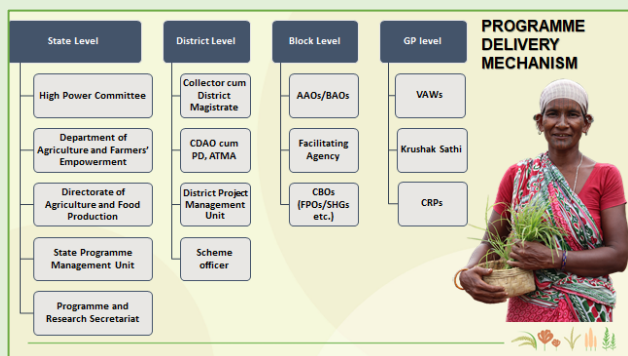 PROGRAMME
DELIVERY
MECHANISM
State Level
High Power Committee
Department of
Agriculture and Farmers'
Empowerment
Directorate of
Agriculture and Food
Production
State Programme
Management Unit
Programme and
Research Secretariat
District Level
Collector cum
District
Magistrate
CDAO cum
PD, ATMA
District Project
Management
Unit
Scheme
officer
Block Level
AAOs/BAOs
Facilitating
Agency
CBOs
(FPOs/SHGs
etc.)
GP level
VAWs
Krushak Sathi
CRPs